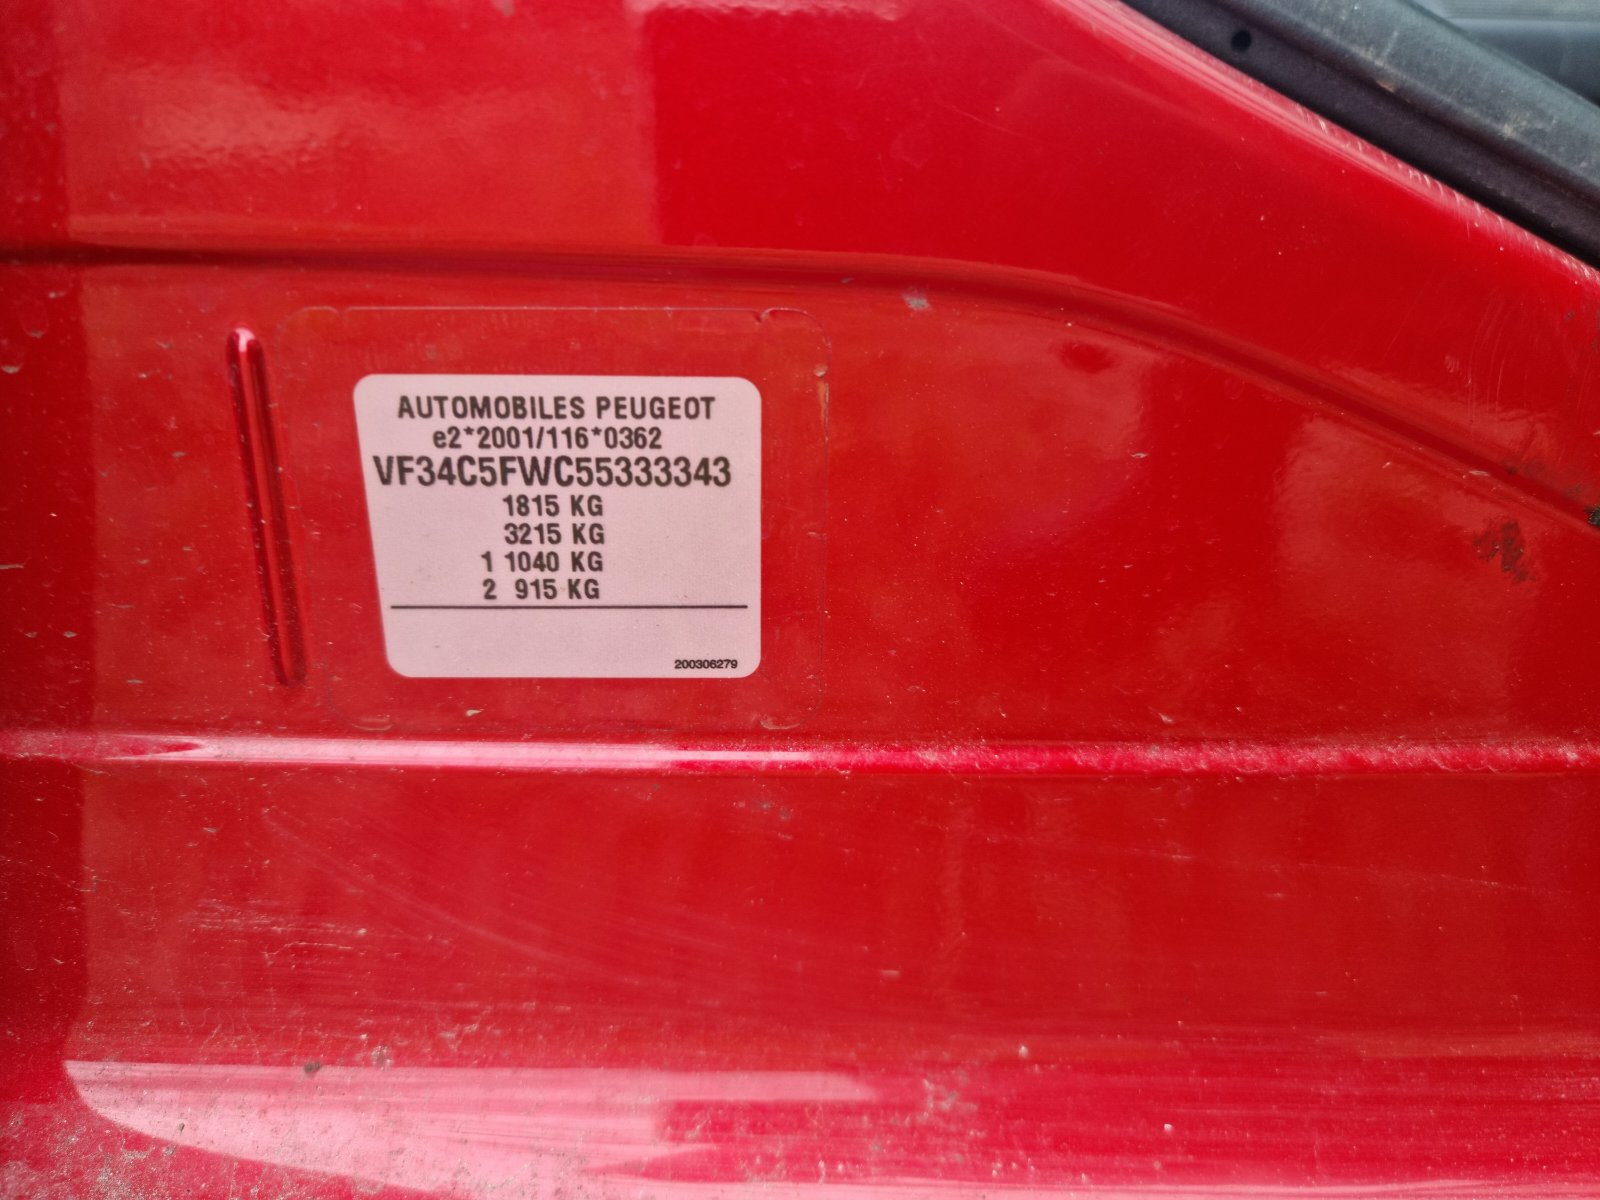 AUTOMOBILES PEUGEOT
e2*2001/116*0362
VF34C5FWC55333343
1815 KG
3215 KG
1 1040 KG
2 915 KG
200306279